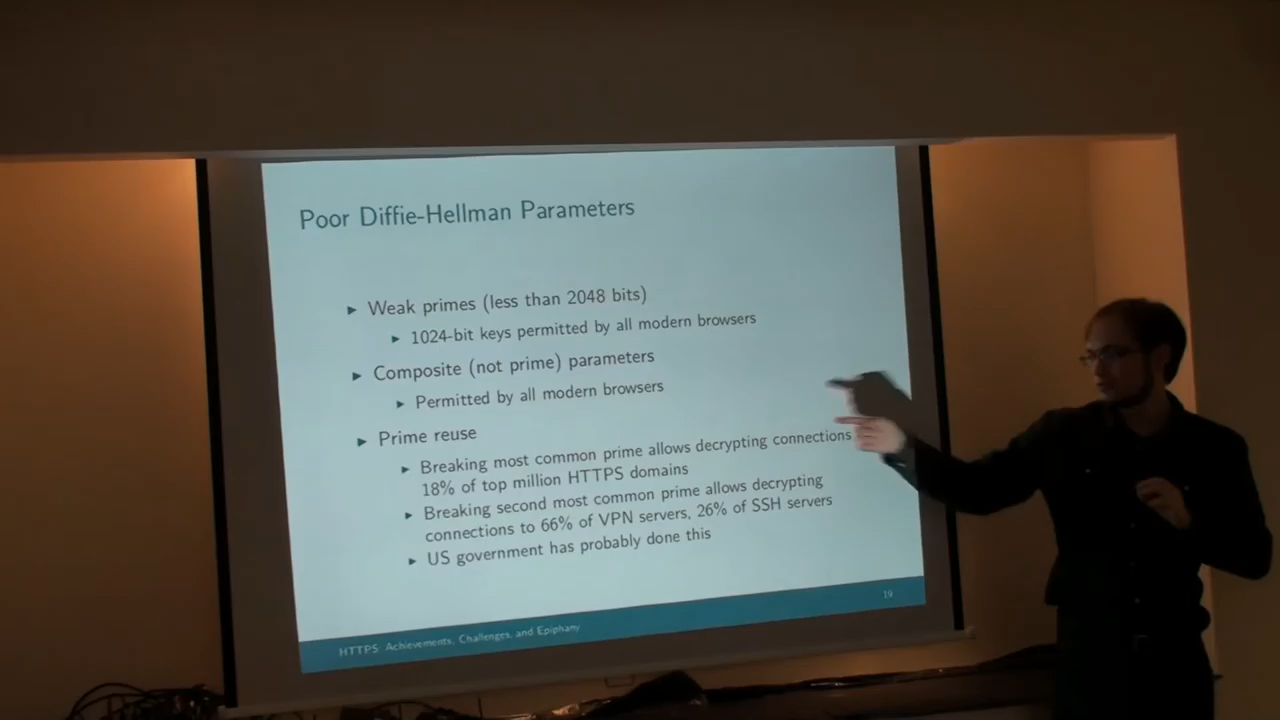 Poor Diffie-Hellman Parameters
▶ Weak primes (less than 2048 bits)
▶ 1024-bit keys permitted by all modern browsers
▶ Composite (not prime) parameters
▶ Permitted by all modern browsers
▶ Prime reuse
▶ Breaking most common prime allows decrypting connections
18% of top million HTTPS domains
▶ Breaking second most common prime allows decrypting
connections to 66% of VPN servers, 26% of SSH servers
▶ US government has probably done this
19
HTTPS: Achievements, Challenges, and Epiphany